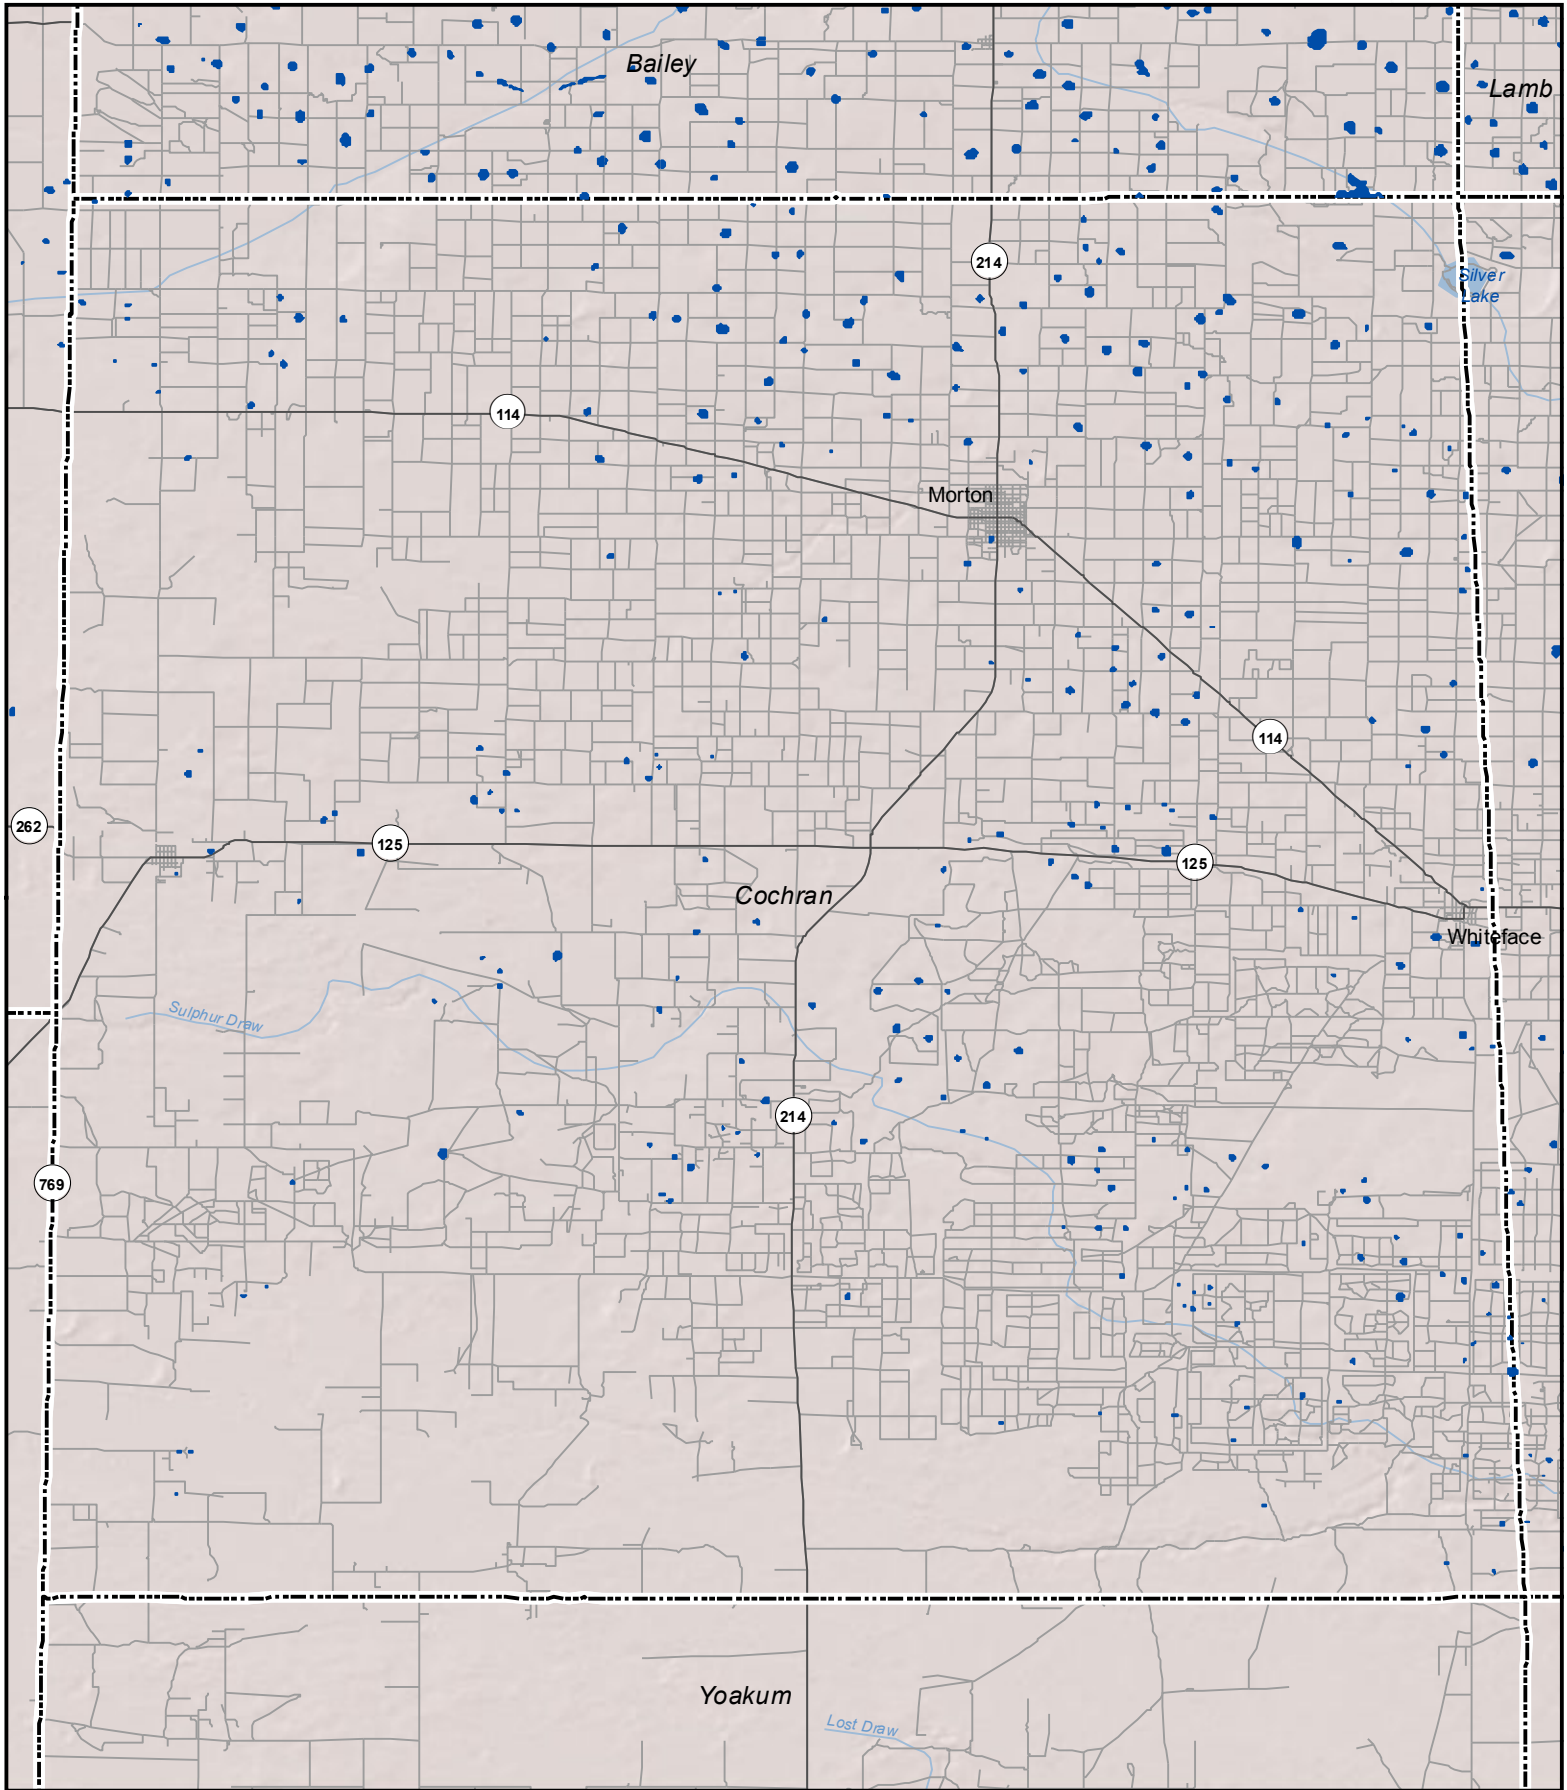 Bailey
Lamb
214
Silver
Lake
114
Morton
114
262
125
125
Cochran
Whiteface
Sulphur Draw
214
769
Yoakum
Lost Draw